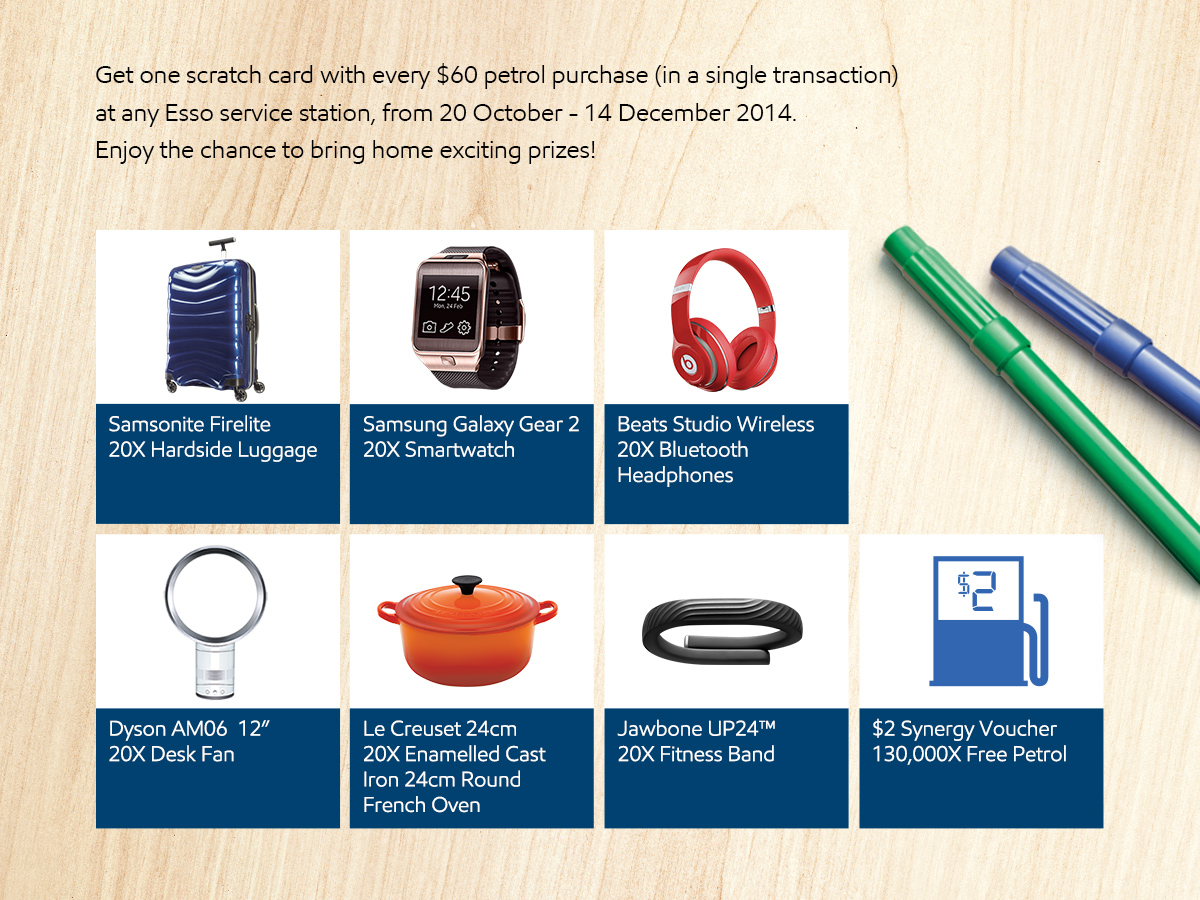 Get one scratch card with every $60 petrol purchase (in a single transaction)
at any Esso service station, from 20 October - 14 December 2014.
Enjoy the chance to bring home exciting prizes!
12:45
Mon, 24 Feb
b
Samsonite Firelite
20X Hardside Luggage
Samsung Galaxy Gear 2
20X Smartwatch
Beats Studio Wireless
20X Bluetooth
Headphones
$2
Dyson AM06 12″
20X Desk Fan
Le Creuset 24cm
20X Enamelled Cast
Iron 24cm Round
French Oven
Jawbone UP24™
20X Fitness Band
$2 Synergy Voucher
130,000X Free Petrol